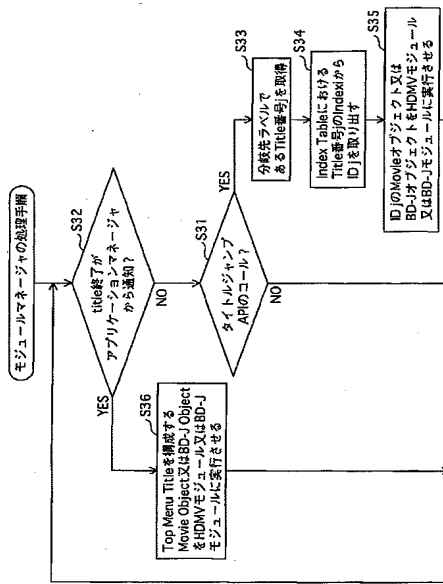 モジュールマネージャの処理手順
S32
title終了が
アプリケーションマネージャ
から通知?
YES
NO
S36
Top Menu Titleを構成する
Movie Object又はBD-J Object
をHDMVモジュール又はBD-J
モジュールに実行させる
S31
タイトルジャンプ
APIのコール?
YES
NO
S33
分岐先ラベルで
あるTitle番号jを取得
S34
Index Tableにおける
Title番号jのIndexiから
ID jを取り出す
S35
ID jのMovieオブジェクト又は
BD-JオブジェクトをHDMVモジュール
又はBD-Jモジュールに実行させる